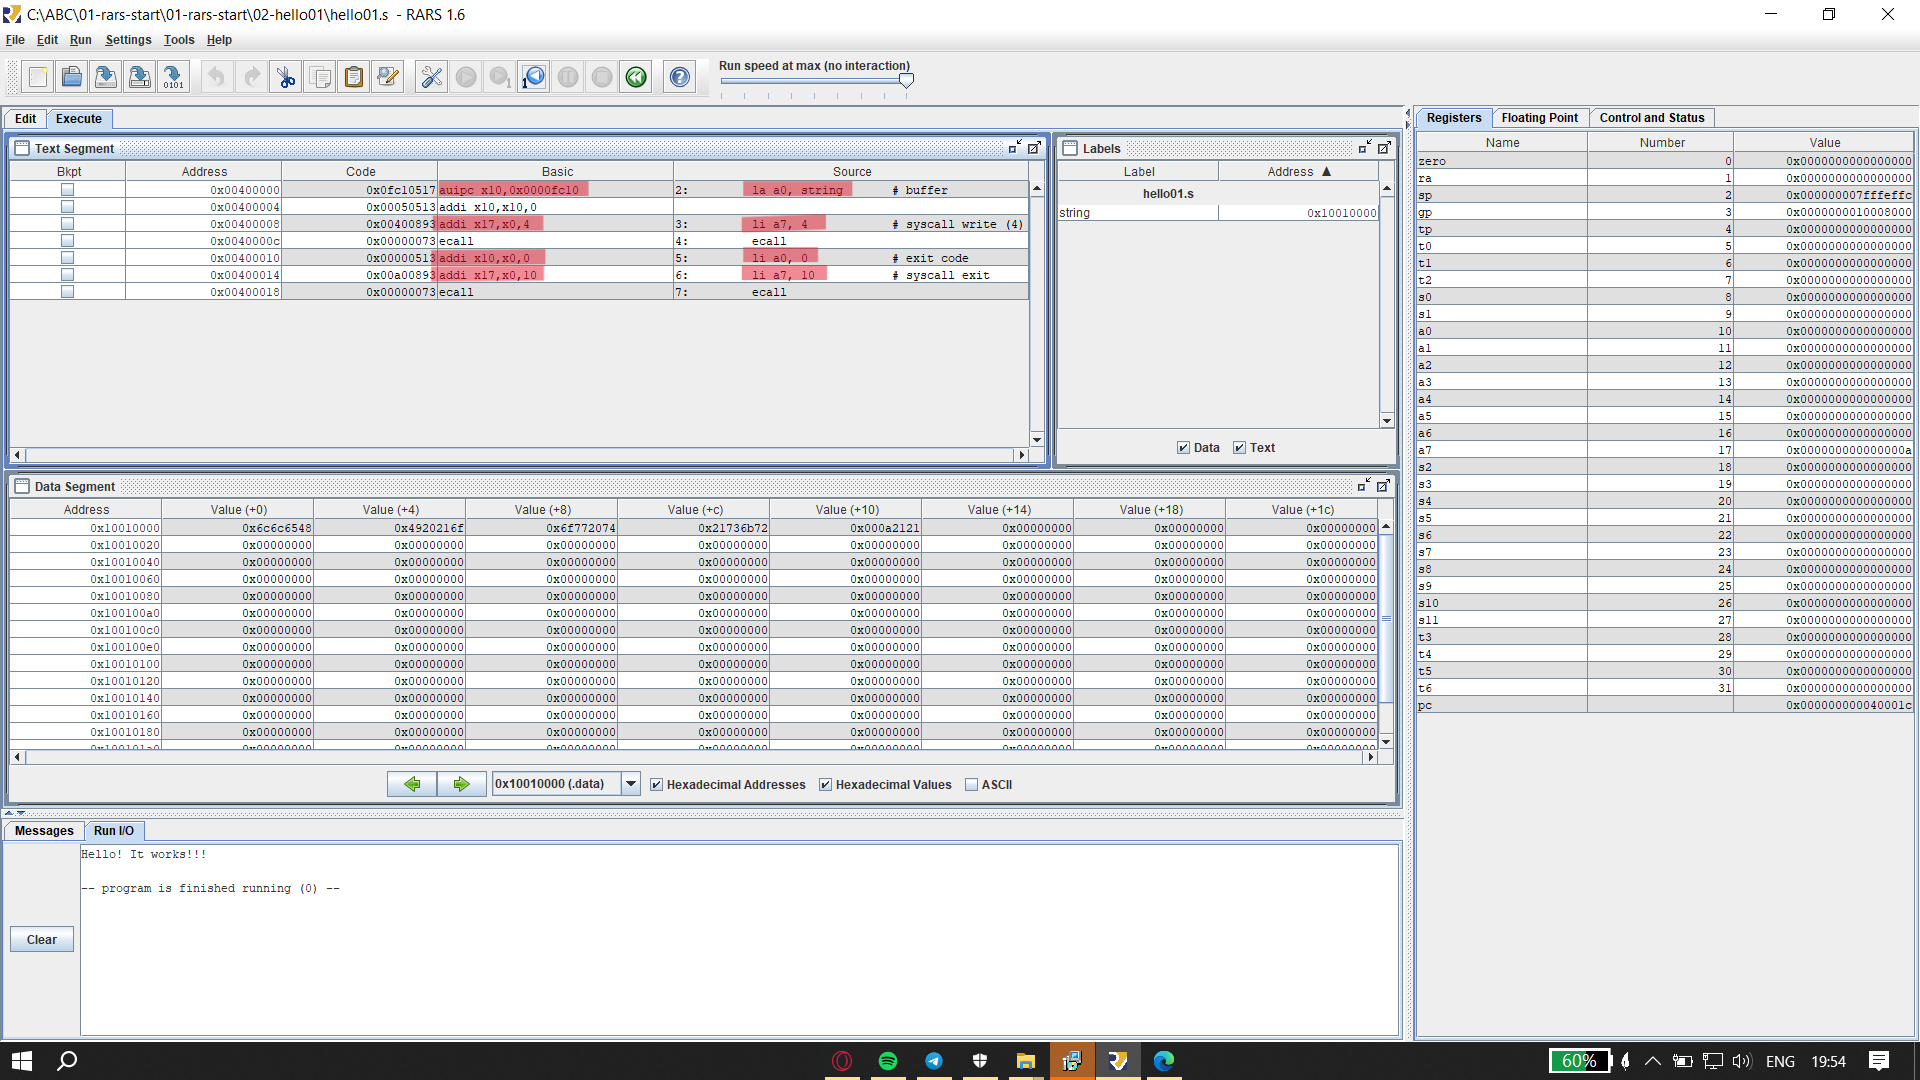 C:\ABC\01-rars-start\01-rars-start\02-hello01\hello01.s - RARS 1.6
File Edit Run Settings Tools Help
Run speed at max (no interaction)
Edit Execute
Text Segment
Bkpt Address Code Basic Source
0x00400000 0x0fc10517 auipc x10,0x0000fc10 2: la a0, string # buffer
0x00400004 0x00050513 addi x10,x10,0
0x00400008 0x00400893 addi x17,x0,4 3: li a7, 4 # syscall write (4)
0x0040000c 0x00000073 ecall 4: ecall
0x00400010 0x00000513 addi x10,x0,0 5: li a0, 0 # exit code
0x00400014 0x00a00893 addi x17,x0,10 6: li a7, 10 # syscall exit
0x00400018 0x00000073 ecall 7: ecall
Labels
Label Address ▲
hello01.s
string 0x10010000
Data Text
Data Segment
Address Value (+0) Value (+4) Value (+8) Value (+c) Value (+10) Value (+14) Value (+18) Value (+1c)
0x10010000 0x6c6c6548 0x4920216f 0x6f772074 0x21736b72 0x000a2121 0x00000000 0x00000000 0x00000000
0x10010020 0x00000000 0x00000000 0x00000000 0x00000000 0x00000000 0x00000000 0x00000000 0x00000000
0x10010040 0x00000000 0x00000000 0x00000000 0x00000000 0x00000000 0x00000000 0x00000000 0x00000000
0x10010060 0x00000000 0x00000000 0x00000000 0x00000000 0x00000000 0x00000000 0x00000000 0x00000000
0x10010080 0x00000000 0x00000000 0x00000000 0x00000000 0x00000000 0x00000000 0x00000000 0x00000000
0x100100a0 0x00000000 0x00000000 0x00000000 0x00000000 0x00000000 0x00000000 0x00000000 0x00000000
0x100100c0 0x00000000 0x00000000 0x00000000 0x00000000 0x00000000 0x00000000 0x00000000 0x00000000
0x100100e0 0x00000000 0x00000000 0x00000000 0x00000000 0x00000000 0x00000000 0x00000000 0x00000000
0x10010100 0x00000000 0x00000000 0x00000000 0x00000000 0x00000000 0x00000000 0x00000000 0x00000000
0x10010120 0x00000000 0x00000000 0x00000000 0x00000000 0x00000000 0x00000000 0x00000000 0x00000000
0x10010140 0x00000000 0x00000000 0x00000000 0x00000000 0x00000000 0x00000000 0x00000000 0x00000000
0x10010160 0x00000000 0x00000000 0x00000000 0x00000000 0x00000000 0x00000000 0x00000000 0x00000000
0x10010180 0x00000000 0x00000000 0x00000000 0x00000000 0x00000000 0x00000000 0x00000000 0x00000000
0x10010000 (.data) Hexadecimal Addresses Hexadecimal Values ASCII
Messages Run I/O
Hello! It works!!!
-- program is finished running (0) --
Clear
Registers Floating Point Control and Status
Name Number Value
zero 0 0x0000000000000000
ra 1 0x0000000000000000
sp 2 0x000000007fffeffc
gp 3 0x0000000010008000
tp 4 0x0000000000000000
t0 5 0x0000000000000000
t1 6 0x0000000000000000
t2 7 0x0000000000000000
s0 8 0x0000000000000000
s1 9 0x0000000000000000
a0 10 0x0000000000000000
a1 11 0x0000000000000000
a2 12 0x0000000000000000
a3 13 0x0000000000000000
a4 14 0x0000000000000000
a5 15 0x0000000000000000
a6 16 0x0000000000000000
a7 17 0x000000000000000a
s2 18 0x0000000000000000
s3 19 0x0000000000000000
s4 20 0x0000000000000000
s5 21 0x0000000000000000
s6 22 0x0000000000000000
s7 23 0x0000000000000000
s8 24 0x0000000000000000
s9 25 0x0000000000000000
s10 26 0x0000000000000000
s11 27 0x0000000000000000
t3 28 0x0000000000000000
t4 29 0x0000000000000000
t5 30 0x0000000000000000
t6 31 0x0000000000000000
pc 0x000000000040001c
60% ENG 19:54